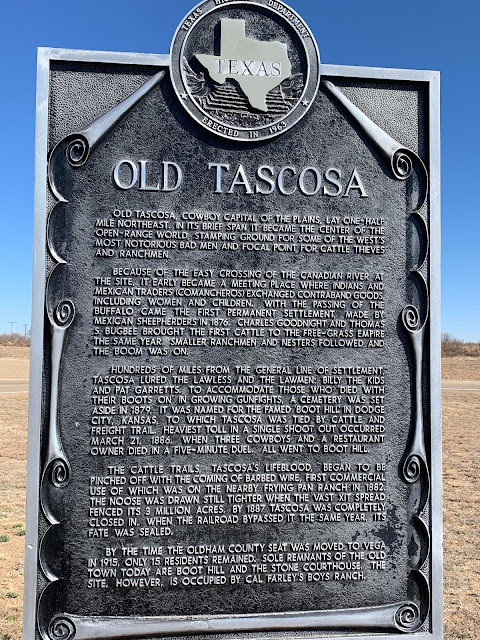 TEXAS HIGHWAY DEPARTMENT
TEXAS
ERECTED IN 1963
OLD TASCOSA
OLD TASCOSA, COWBOY CAPITAL OF THE PLAINS, LAY ONE-HALF
MILE NORTHEAST. IN ITS BRIEF SPAN IT BECAME THE CENTER OF THE
OPEN-RANGE WORLD, STAMPING GROUND FOR SOME OF THE WEST'S
MOST NOTORIOUS BAD MEN AND FOCAL POINT FOR CATTLE THIEVES
AND RANCHMEN.
BECAUSE OF THE EASY CROSSING OF THE CANADIAN RIVER AT
THE SITE, IT EARLY BECAME A MEETING PLACE WHERE INDIANS AND
MEXICAN TRADERS (COMANCHEROS) EXCHANGED CONTRABAND GOODS,
INCLUDING WOMEN AND CHILDREN. WITH THE PASSING OF THE
BUFFALO CAME THE FIRST PERMANENT SETTLEMENT, MADE BY
MEXICAN SHEEPHERDERS IN 1876. CHARLES GOODNIGHT AND THOMAS
S. BUGBEE BROUGHT THE FIRST CATTLE TO THE FREE-GRASS EMPIRE
THE SAME YEAR. SMALLER RANCHMEN AND NESTERS FOLLOWED AND
THE BOOM WAS ON.
HUNDREDS OF MILES FROM THE GENERAL LINE OF SETTLEMENT,
TASCOSA LURED THE LAWLESS AND THE LAWMEN: BILLY THE KIDS
AND PAT GARRETTS. TO ACCOMMODATE THOSE WHO "DIED WITH
THEIR BOOTS ON" IN GROWING GUNFIGHTS, A CEMETERY WAS SET
ASIDE IN 1879. IT WAS NAMED FOR THE FAMED BOOT HILL IN DODGE
CITY, KANSAS, TO WHICH TASCOSA WAS TIED BY CATTLE AND
FREIGHT TRAIL. HEAVIEST TOLL IN A SINGLE SHOOT OUT OCCURRED
MARCH 21, 1886, WHEN THREE COWBOYS AND A RESTAURANT
OWNER DIED IN A FIVE-MINUTE DUEL. ALL WENT TO BOOT HILL.
THE CATTLE TRAILS, TASCOSA'S LIFEBLOOD, BEGAN TO BE
PINCHED OFF WITH THE COMING OF BARBED WIRE, FIRST COMMERCIAL
USE OF WHICH WAS ON THE NEARBY FRYING PAN RANCH IN 1882.
THE NOOSE WAS DRAWN STILL TIGHTER WHEN THE VAST XIT SPREAD
FENCED ITS 3 MILLION ACRES. BY 1887 TASCOSA WAS COMPLETELY
CLOSED IN. WHEN THE RAILROAD BYPASSED IT THE SAME YEAR, ITS
FATE WAS SEALED.
BY THE TIME THE OLDHAM COUNTY SEAT WAS MOVED TO VEGA
IN 1915, ONLY 15 RESIDENTS REMAINED. SOLE REMNANTS OF THE OLD
TOWN TODAY ARE BOOT HILL AND THE STONE COURTHOUSE. THE
SITE, HOWEVER, IS OCCUPIED BY CAL FARLEY'S BOYS RANCH.